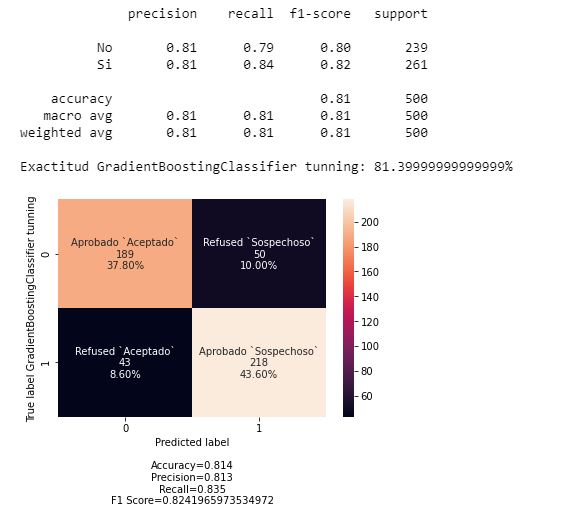 precision recall f1-score support
No 0.81 0.79 0.80 239
Si 0.81 0.84 0.82 261
accuracy 0.81 500
macro avg 0.81 0.81 0.81 500
weighted avg 0.81 0.81 0.81 500
Exactitud GradientBoostingClassifier tunning: 81.39999999999999%
True label GradientBoostingClassifier tunning
0
1
Aprobado `Aceptado`
189
37.80%
Refused `Sospechoso`
50
10.00%
Refused `Aceptado`
43
8.60%
Aprobado `Sospechoso`
218
43.60%
200
180
160
140
120
100
80
60
0 1
Predicted label
Accuracy=0.814
Precision=0.813
Recall=0.835
F1 Score=0.8241965973534972